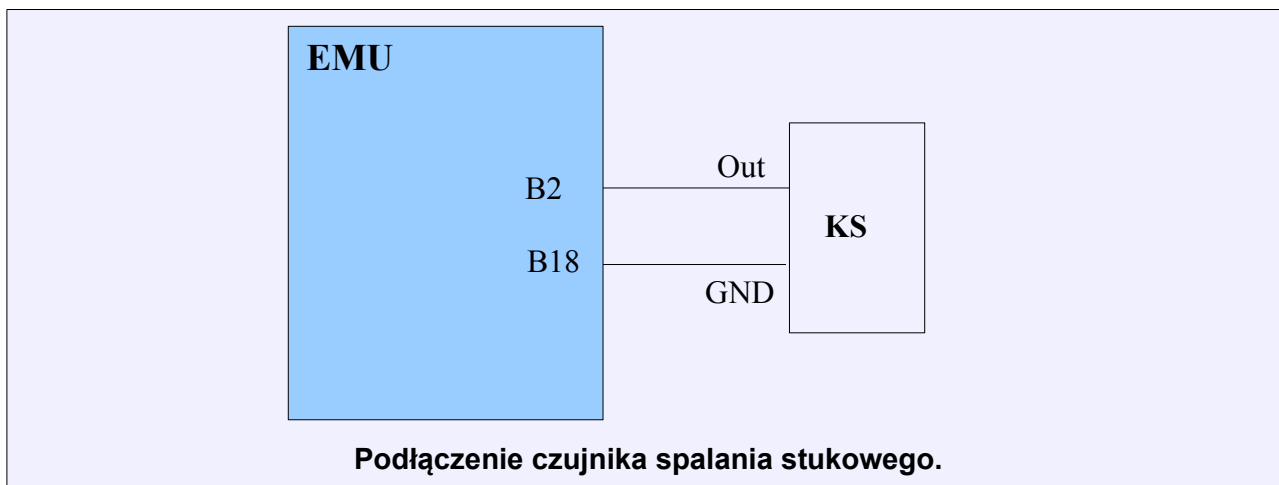 EMU
B2
Out
KS
B18
GND
Podłączenie czujnika spalania stukowego.